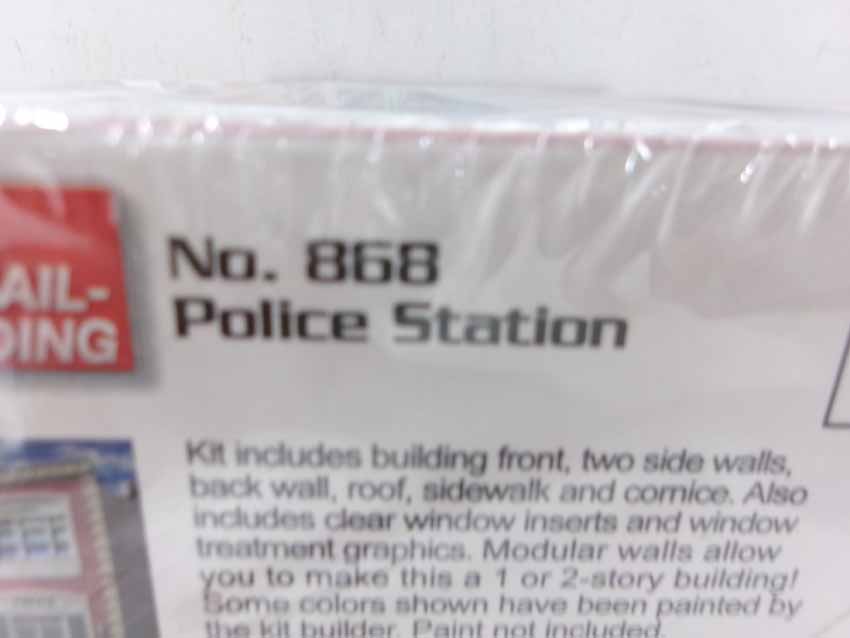 AIL-
DING
No. 868
Police Station
Kit includes building front, two side walls,
back wall, roof, sidewalk and cornice. Also
includes clear window inserts and window
treatment graphics. Modular walls allow
you to make this a 1 or 2-story building!
Some colors shown have been painted by
the kit builder. Paint not included.